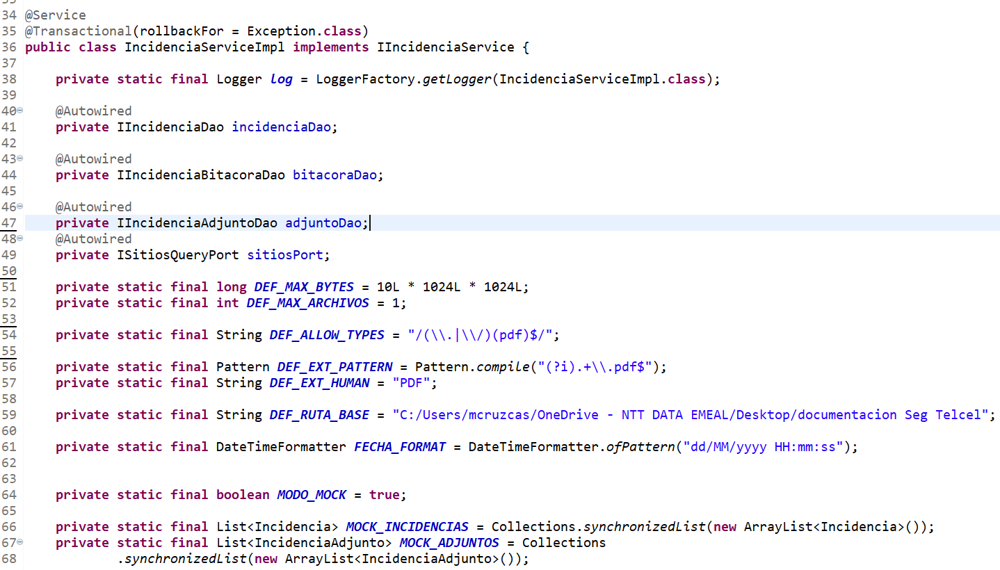 34 @Service
35 @Transactional(rollbackFor = Exception.class)
36 public class IncidenciaServiceImpl implements IIncidenciaService {
37
38     private static final Logger log = LoggerFactory.getLogger(IncidenciaServiceImpl.class);
39
40     @Autowired
41     private IIncidenciaDao incidenciaDao;
42
43     @Autowired
44     private IIncidenciaBitacoraDao bitacoraDao;
45
46     @Autowired
47     private IIncidenciaAdjuntoDao adjuntoDao;
48     @Autowired
49     private ISitiosQueryPort sitiosPort;
50
51     private static final long DEF_MAX_BYTES = 10L * 1024L * 1024L;
52     private static final int DEF_MAX_ARCHIVOS = 1;
53
54     private static final String DEF_ALLOW_TYPES = "/(\\.|\\/)(pdf)$/";
55
56     private static final Pattern DEF_EXT_PATTERN = Pattern.compile("(?i).+\\.pdf$");
57     private static final String DEF_EXT_HUMAN = "PDF";
58
59     private static final String DEF_RUTA_BASE = "C:/Users/mcruzcas/OneDrive - NTT DATA EMEAL/Desktop/documentacion Seg Telcel";
60
61     private static final DateTimeFormatter FECHA_FORMAT = DateTimeFormatter.ofPattern("dd/MM/yyyy HH:mm:ss");
62
63
64     private static final boolean MODO_MOCK = true;
65
66     private static final List<Incidencia> MOCK_INCIDENCIAS = Collections.synchronizedList(new ArrayList<Incidencia>());
67     private static final List<IncidenciaAdjunto> MOCK_ADJUNTOS = Collections
68             .synchronizedList(new ArrayList<IncidenciaAdjunto>());